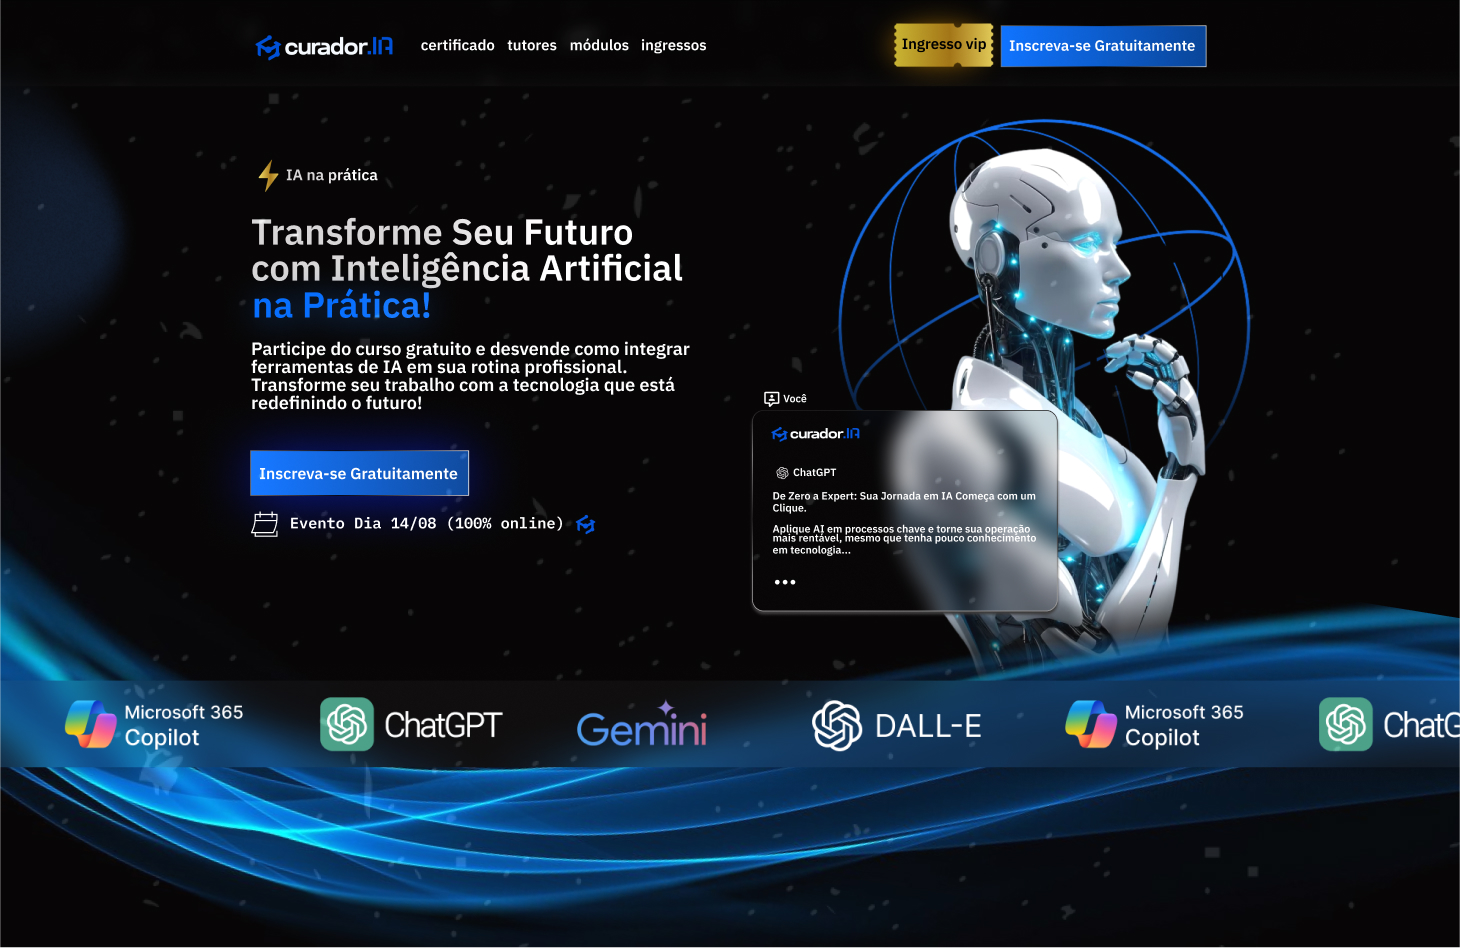 curador.IA
certificado tutores módulos ingressos
Ingresso vip
Inscreva-se Gratuitamente
IA na prática
Transforme Seu Futuro
com Inteligência Artificial
na Prática!
Participe do curso gratuito e desvende como integrar
ferramentas de IA em sua rotina profissional.
Transforme seu trabalho com a tecnologia que está
redefinindo o futuro!
Inscreva-se Gratuitamente
Evento Dia 14/08 (100% online)
Você
curador.IA
ChatGPT
De Zero a Expert: Sua Jornada em IA Começa com um
Clique.
Aplique AI em processos chave e torne sua operação
mais rentável, mesmo que tenha pouco conhecimento
em tecnologia...
Microsoft 365
Copilot
ChatGPT
Gemini
DALL-E
Microsoft 365
Copilot
ChatG